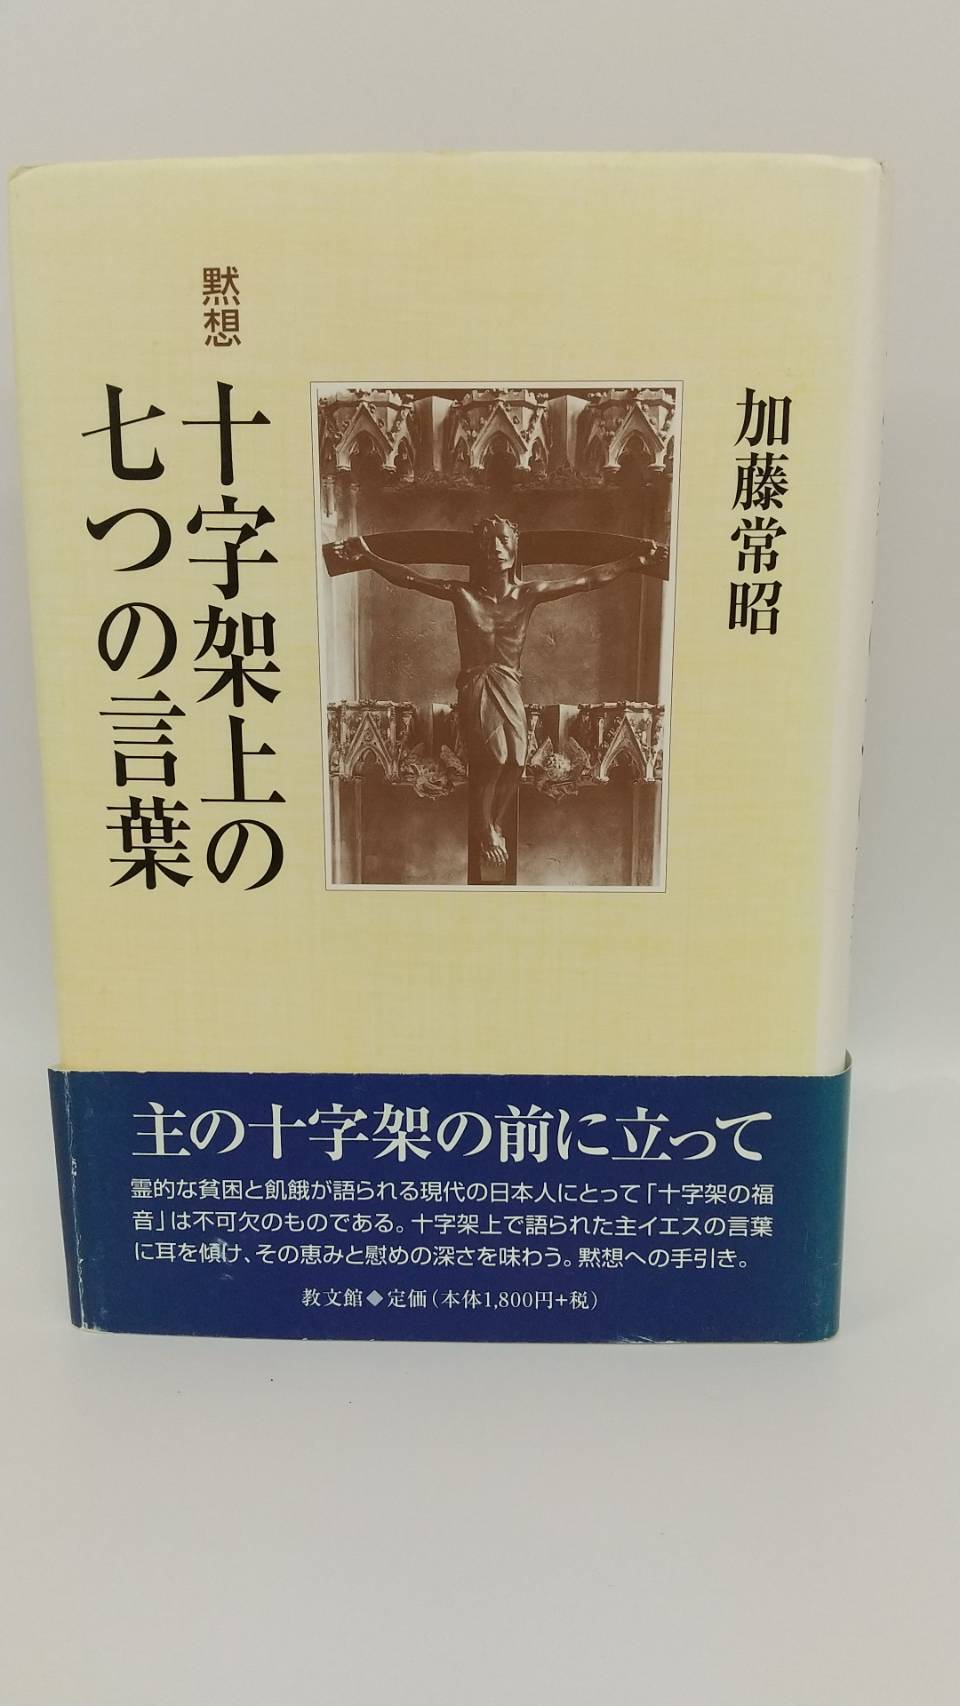 加藤常昭
黙想
十字架上の
七つの言葉
主の十字架の前に立って
霊的な貧困と飢餓が語られる現代の日本人にとって「十字架の福
音」は不可欠のものである。十字架上で語られた主イエスの言葉
に耳を傾け、その恵みと慰めの深さを味わう。黙想への手引き。
教文館◆定価(本体1,800円+税)